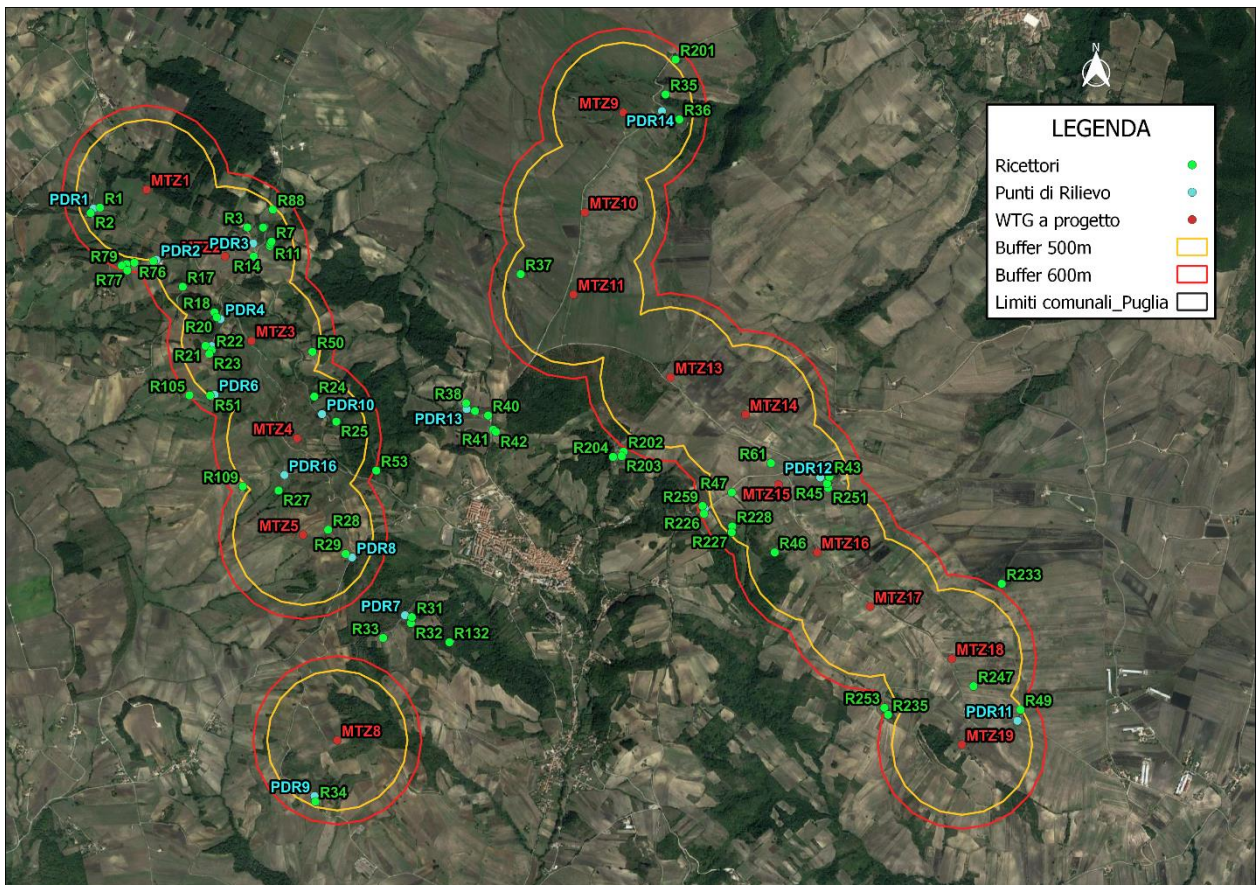 N
LEGENDA
Ricettori
Punti di Rilievo
WTG a progetto
Buffer 500m
Buffer 600m
Limiti comunali_Puglia
R201
R35
MTZ9
PDR14
R36
MTZ1
PDR1
R1
R2
R88
MTZ10
R3
R7
PDR3
MTZ2
R11
R14
R79
PDR2
R76
R77
R37
R17
MTZ11
R18
PDR4
R20
MTZ3
R22
R21
R23
R50
MTZ13
R105
PDR6
R51
R24
R38
PDR10
PDR13
R40
MTZ14
R25
MTZ4
R41
R42
R202
R204
R203
R61
R53
PDR16
PDR12
R43
R109
R27
R47
MTZ15
R45
R251
R259
R226
MTZ5
R28
R228
R227
R29
PDR8
R46
MTZ16
R233
PDR7
R31
MTZ17
R33
R32
R132
MTZ18
R247
R253
R235
R49
PDR11
MTZ8
MTZ19
PDR9
R34